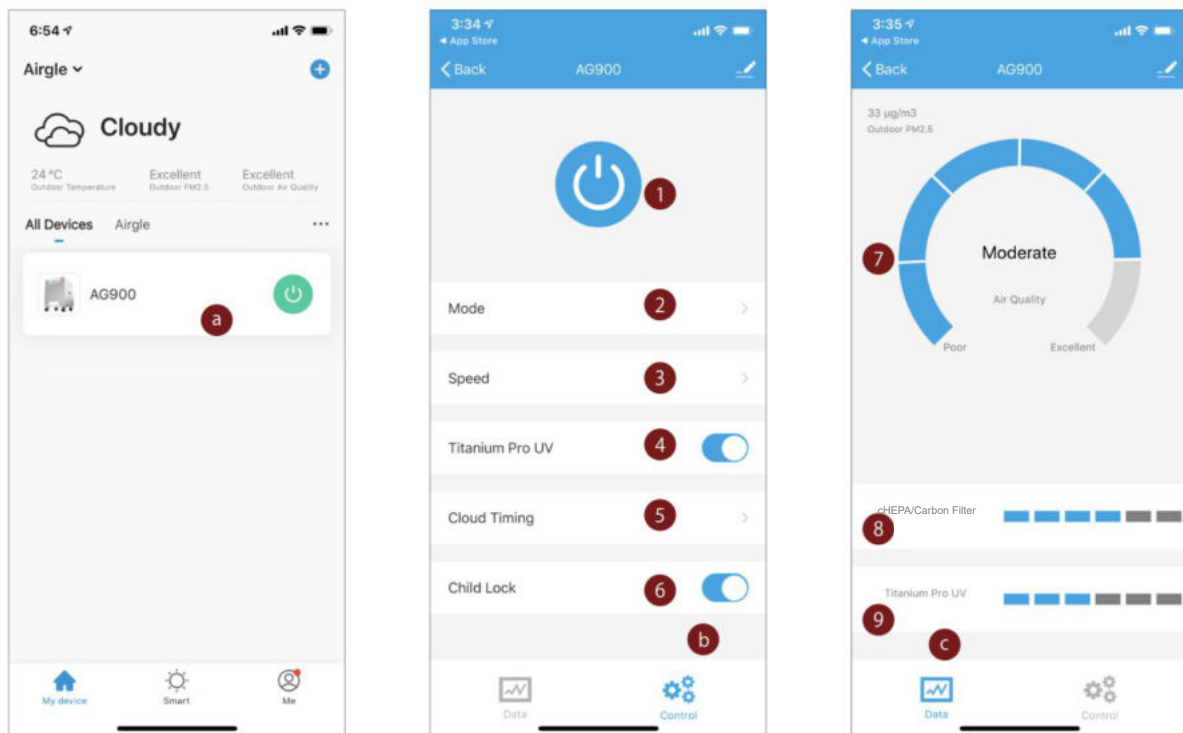 6:54
Airgle
Cloudy
24 °C
Excellent
Excellent
Outdoor Temperature
Outdoor PM2.5
Outdoor Air Quality
All Devices
Airgle
AG900
a
My device
Smart
Me
3:34
App Store
Back
AG900
1
Mode
2
Speed
3
Titanium Pro UV
4
Cloud Timing
5
Child Lock
6
b
Data
Control
3:35
App Store
Back
AG900
33 μg/m3
Outdoor PM2.5
7
Moderate
Air Quality
Poor
Excellent
cHEPA/Carbon Filter
8
Titanium Pro UV
9
c
Data
Control